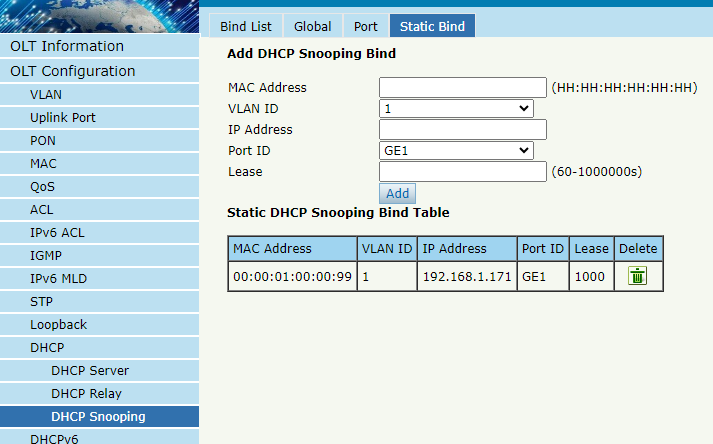 Bind List Global Port Static Bind
OLT Information
OLT Configuration
VLAN
Uplink Port
PON
MAC
QoS
ACL
IPv6 ACL
IGMP
IPv6 MLD
STP
Loopback
DHCP
DHCP Server
DHCP Relay
DHCP Snooping
DHCPv6
Add DHCP Snooping Bind
MAC Address (HH:HH:HH:HH:HH:HH)
VLAN ID 1
IP Address
Port ID GE1
Lease (60-1000000s)
Add
Static DHCP Snooping Bind Table
MAC Address VLAN ID IP Address Port ID Lease Delete
00:00:01:00:00:99 1 192.168.1.171 GE1 1000